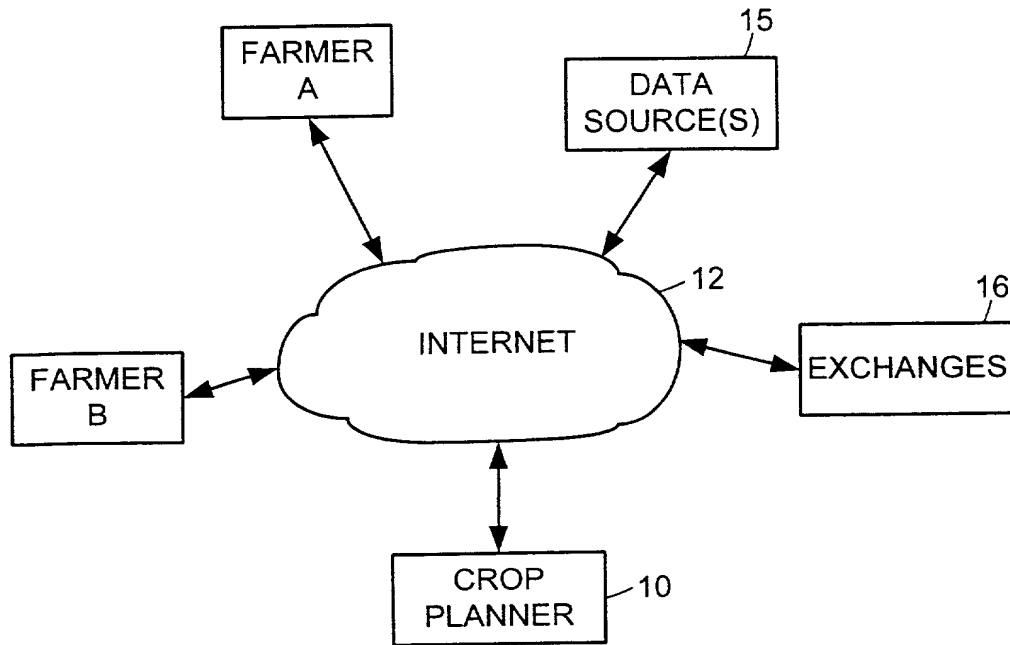 FARMER
A
15
DATA
SOURCE(S)
12
INTERNET
16
EXCHANGES
FARMER
B
CROP
PLANNER
10